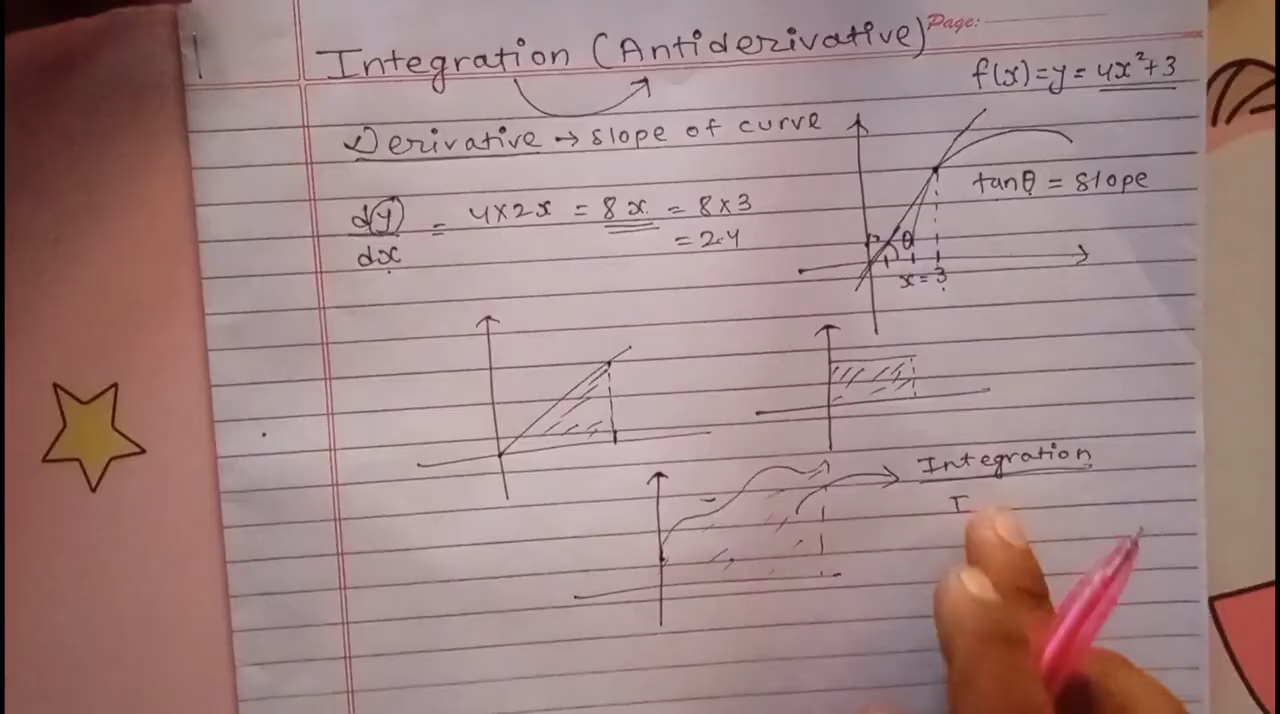 Page:
Integration (Antiderivative)
f(x) = y = 4x²+3
Derivative → slope of curve
tanθ = slope
dy/dx = 4×2x = 8x = 8×3
= 24
θ
x = 3
Integration
I